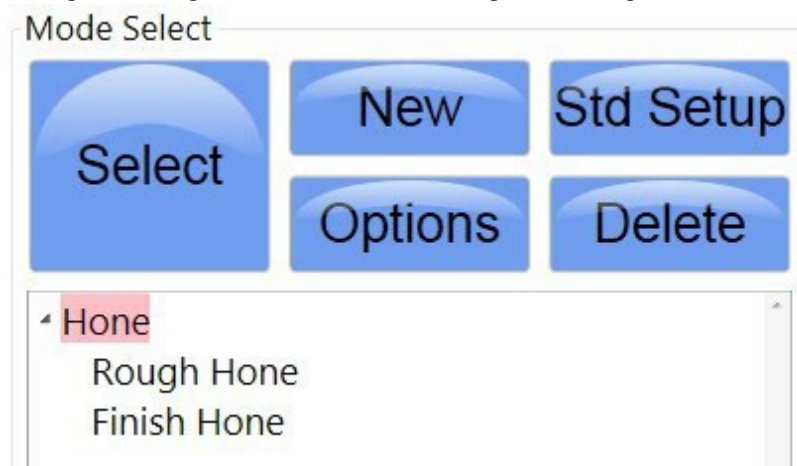 Mode Select
Select
New
Std Setup
Options
Delete
Hone
Rough Hone
Finish Hone